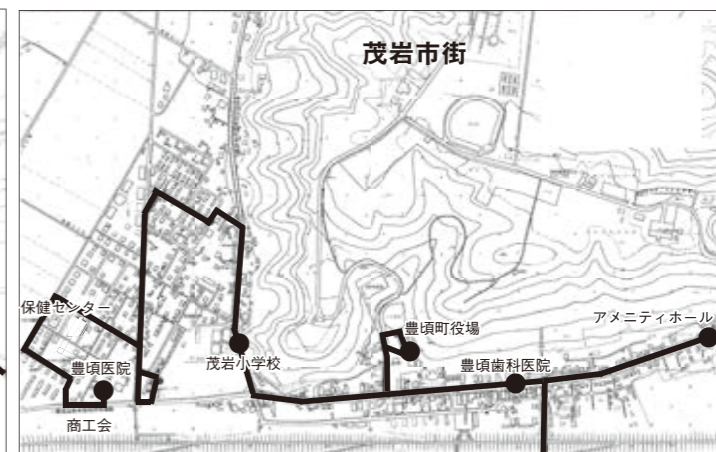 茂岩市街
保健センター
豊頃医院
商工会
茂岩小学校
豊頃町役場
豊頃歯科医院
アメニティホール